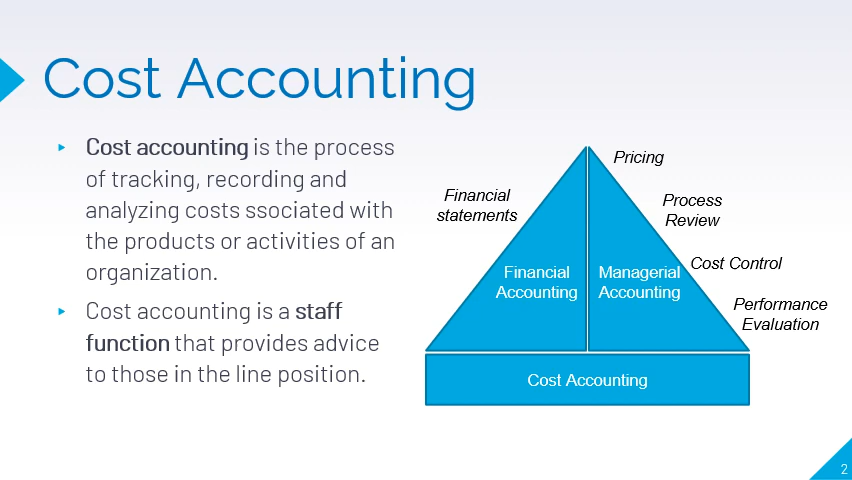 Cost Accounting
▸ Cost accounting is the process
of tracking, recording and
analyzing costs ssociated with
the products or activities of an
organization.
▸ Cost accounting is a staff
function that provides advice
to those in the line position.
Pricing
Financial
statements
Process
Review
Cost Control
Financial
Accounting
Managerial
Accounting
Performance
Evaluation
Cost Accounting
2